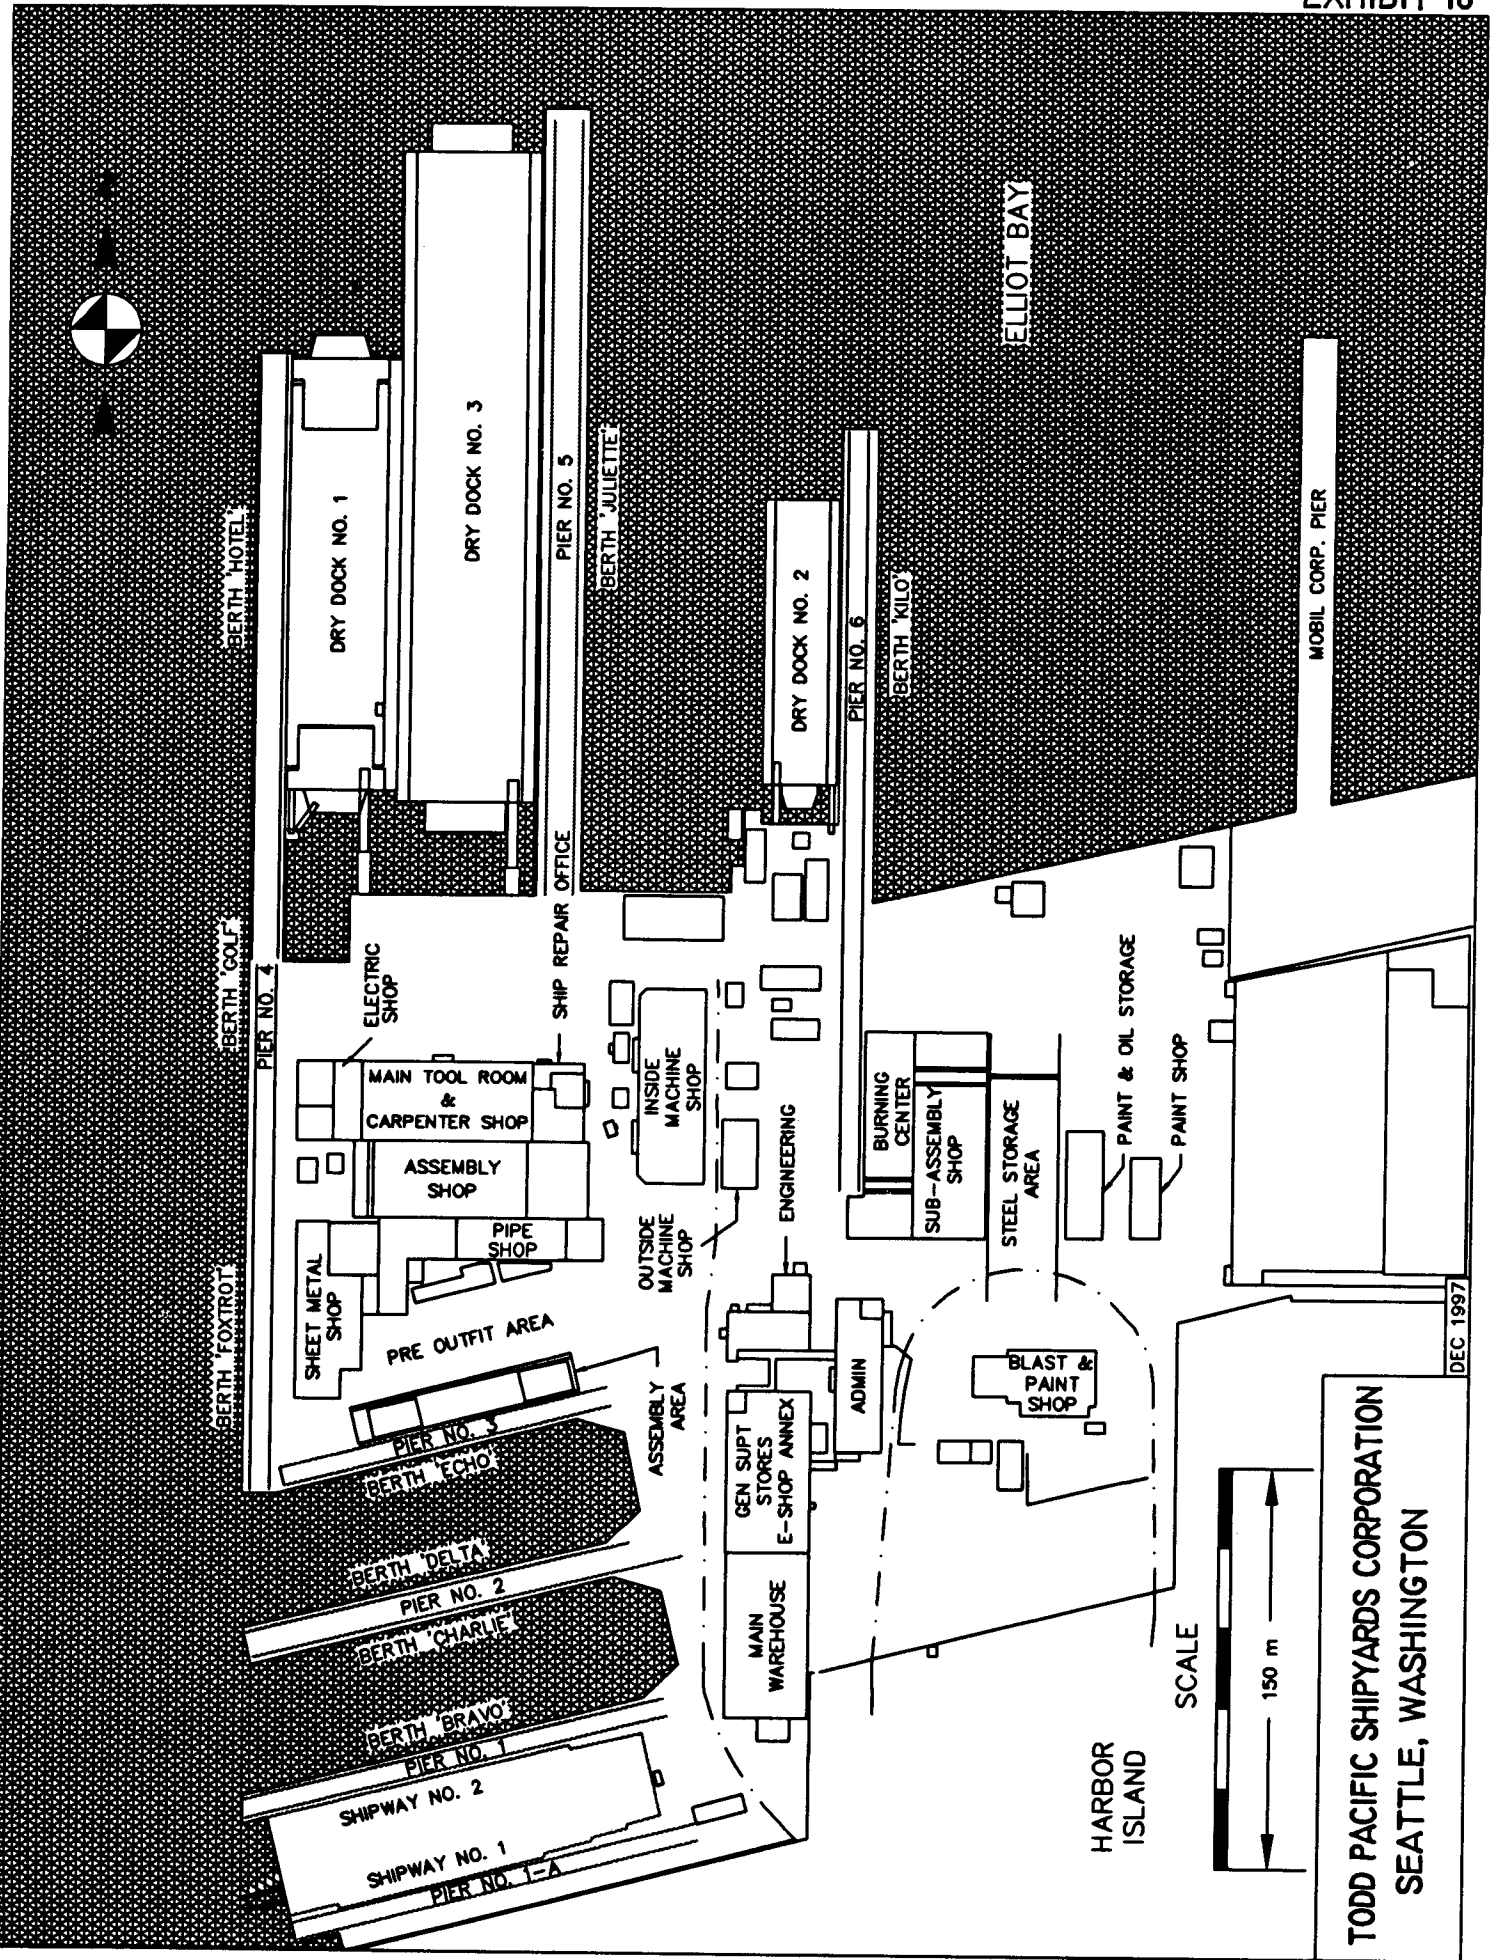 EXHIBIT 10
BERTH 'HOTEL'
DRY DOCK NO. 1
DRY DOCK NO. 3
PIER NO. 5
BERTH 'JULIETTE'
DRY DOCK NO. 2
PIER NO. 6
BERTH 'KILO'
ELLIOT BAY
MOBIL CORP. PIER
BERTH 'GOLF'
PIER NO. 4
ELECTRIC
SHOP
SHIP REPAIR OFFICE
MAIN TOOL ROOM
&
CARPENTER SHOP
ASSEMBLY
SHOP
PIPE
SHOP
INSIDE
MACHINE
SHOP
OUTSIDE
MACHINE
SHOP
ENGINEERING
BURNING
CENTER
SUB-ASSEMBLY
SHOP
STEEL STORAGE
AREA
PAINT & OIL STORAGE
PAINT SHOP
BERTH 'FOXTROT'
SHEET METAL
SHOP
PRE OUTFIT AREA
ASSEMBLY
AREA
PIER NO. 3
BERTH 'ECHO'
BERTH 'DELTA'
PIER NO. 2
BERTH 'CHARLIE'
BERTH 'BRAVO'
PIER NO. 1
SHIPWAY NO. 2
SHIPWAY NO. 1
PIER NO. 1-A
GEN SUPT
STORES
E-SHOP ANNEX
ADMIN
MAIN
WAREHOUSE
BLAST &
PAINT
SHOP
HARBOR
ISLAND
SCALE
150 m
DEC 1997
TODD PACIFIC SHIPYARDS CORPORATION
SEATTLE, WASHINGTON